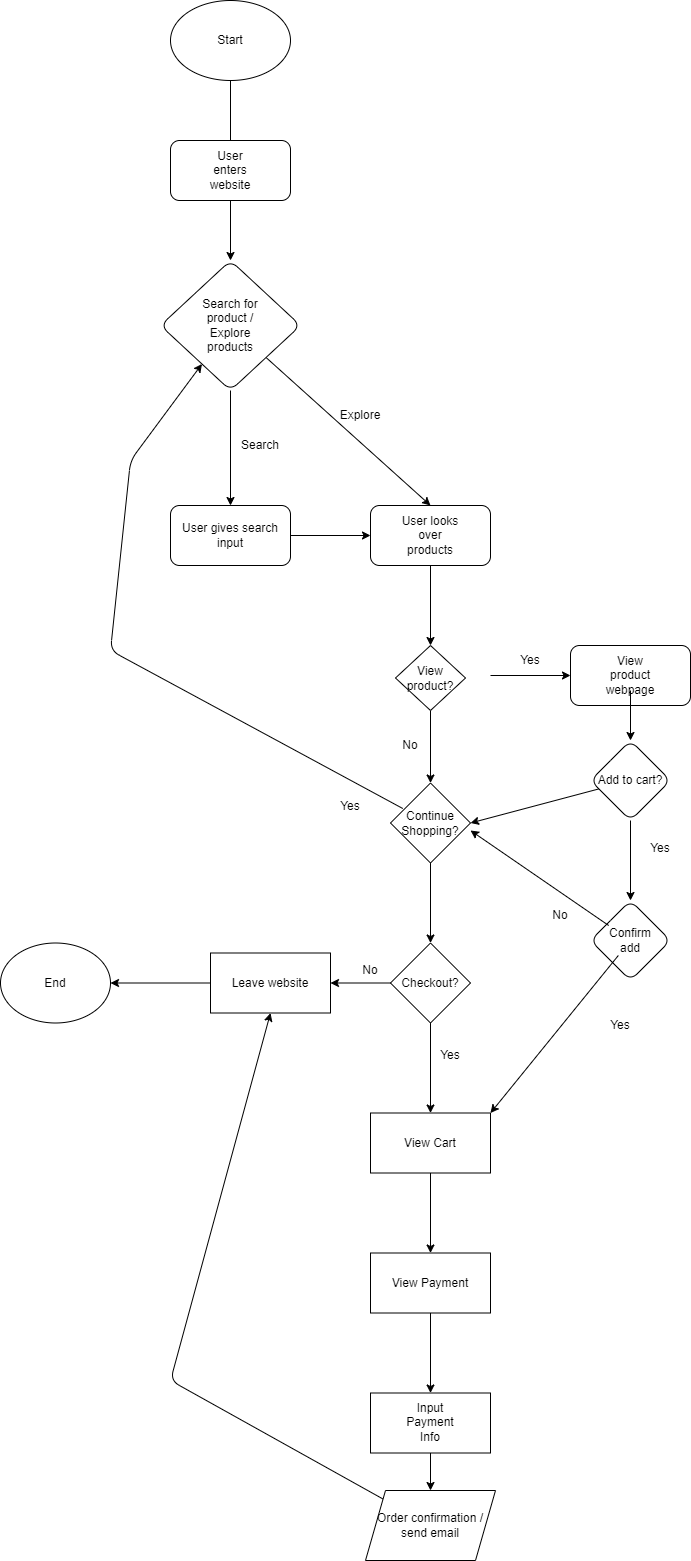 Start
User
enters
website
Search for
product /
Explore
products
Explore
Search
User gives search
input
User looks
over
products
View
product?
Yes
View
product
webpage
No
Add to cart?
Yes
Continue
Shopping?
Yes
No
Confirm
add
End
Leave website
No
Checkout?
Yes
Yes
View Cart
View Payment
Input
Payment
Info
Order confirmation /
send email